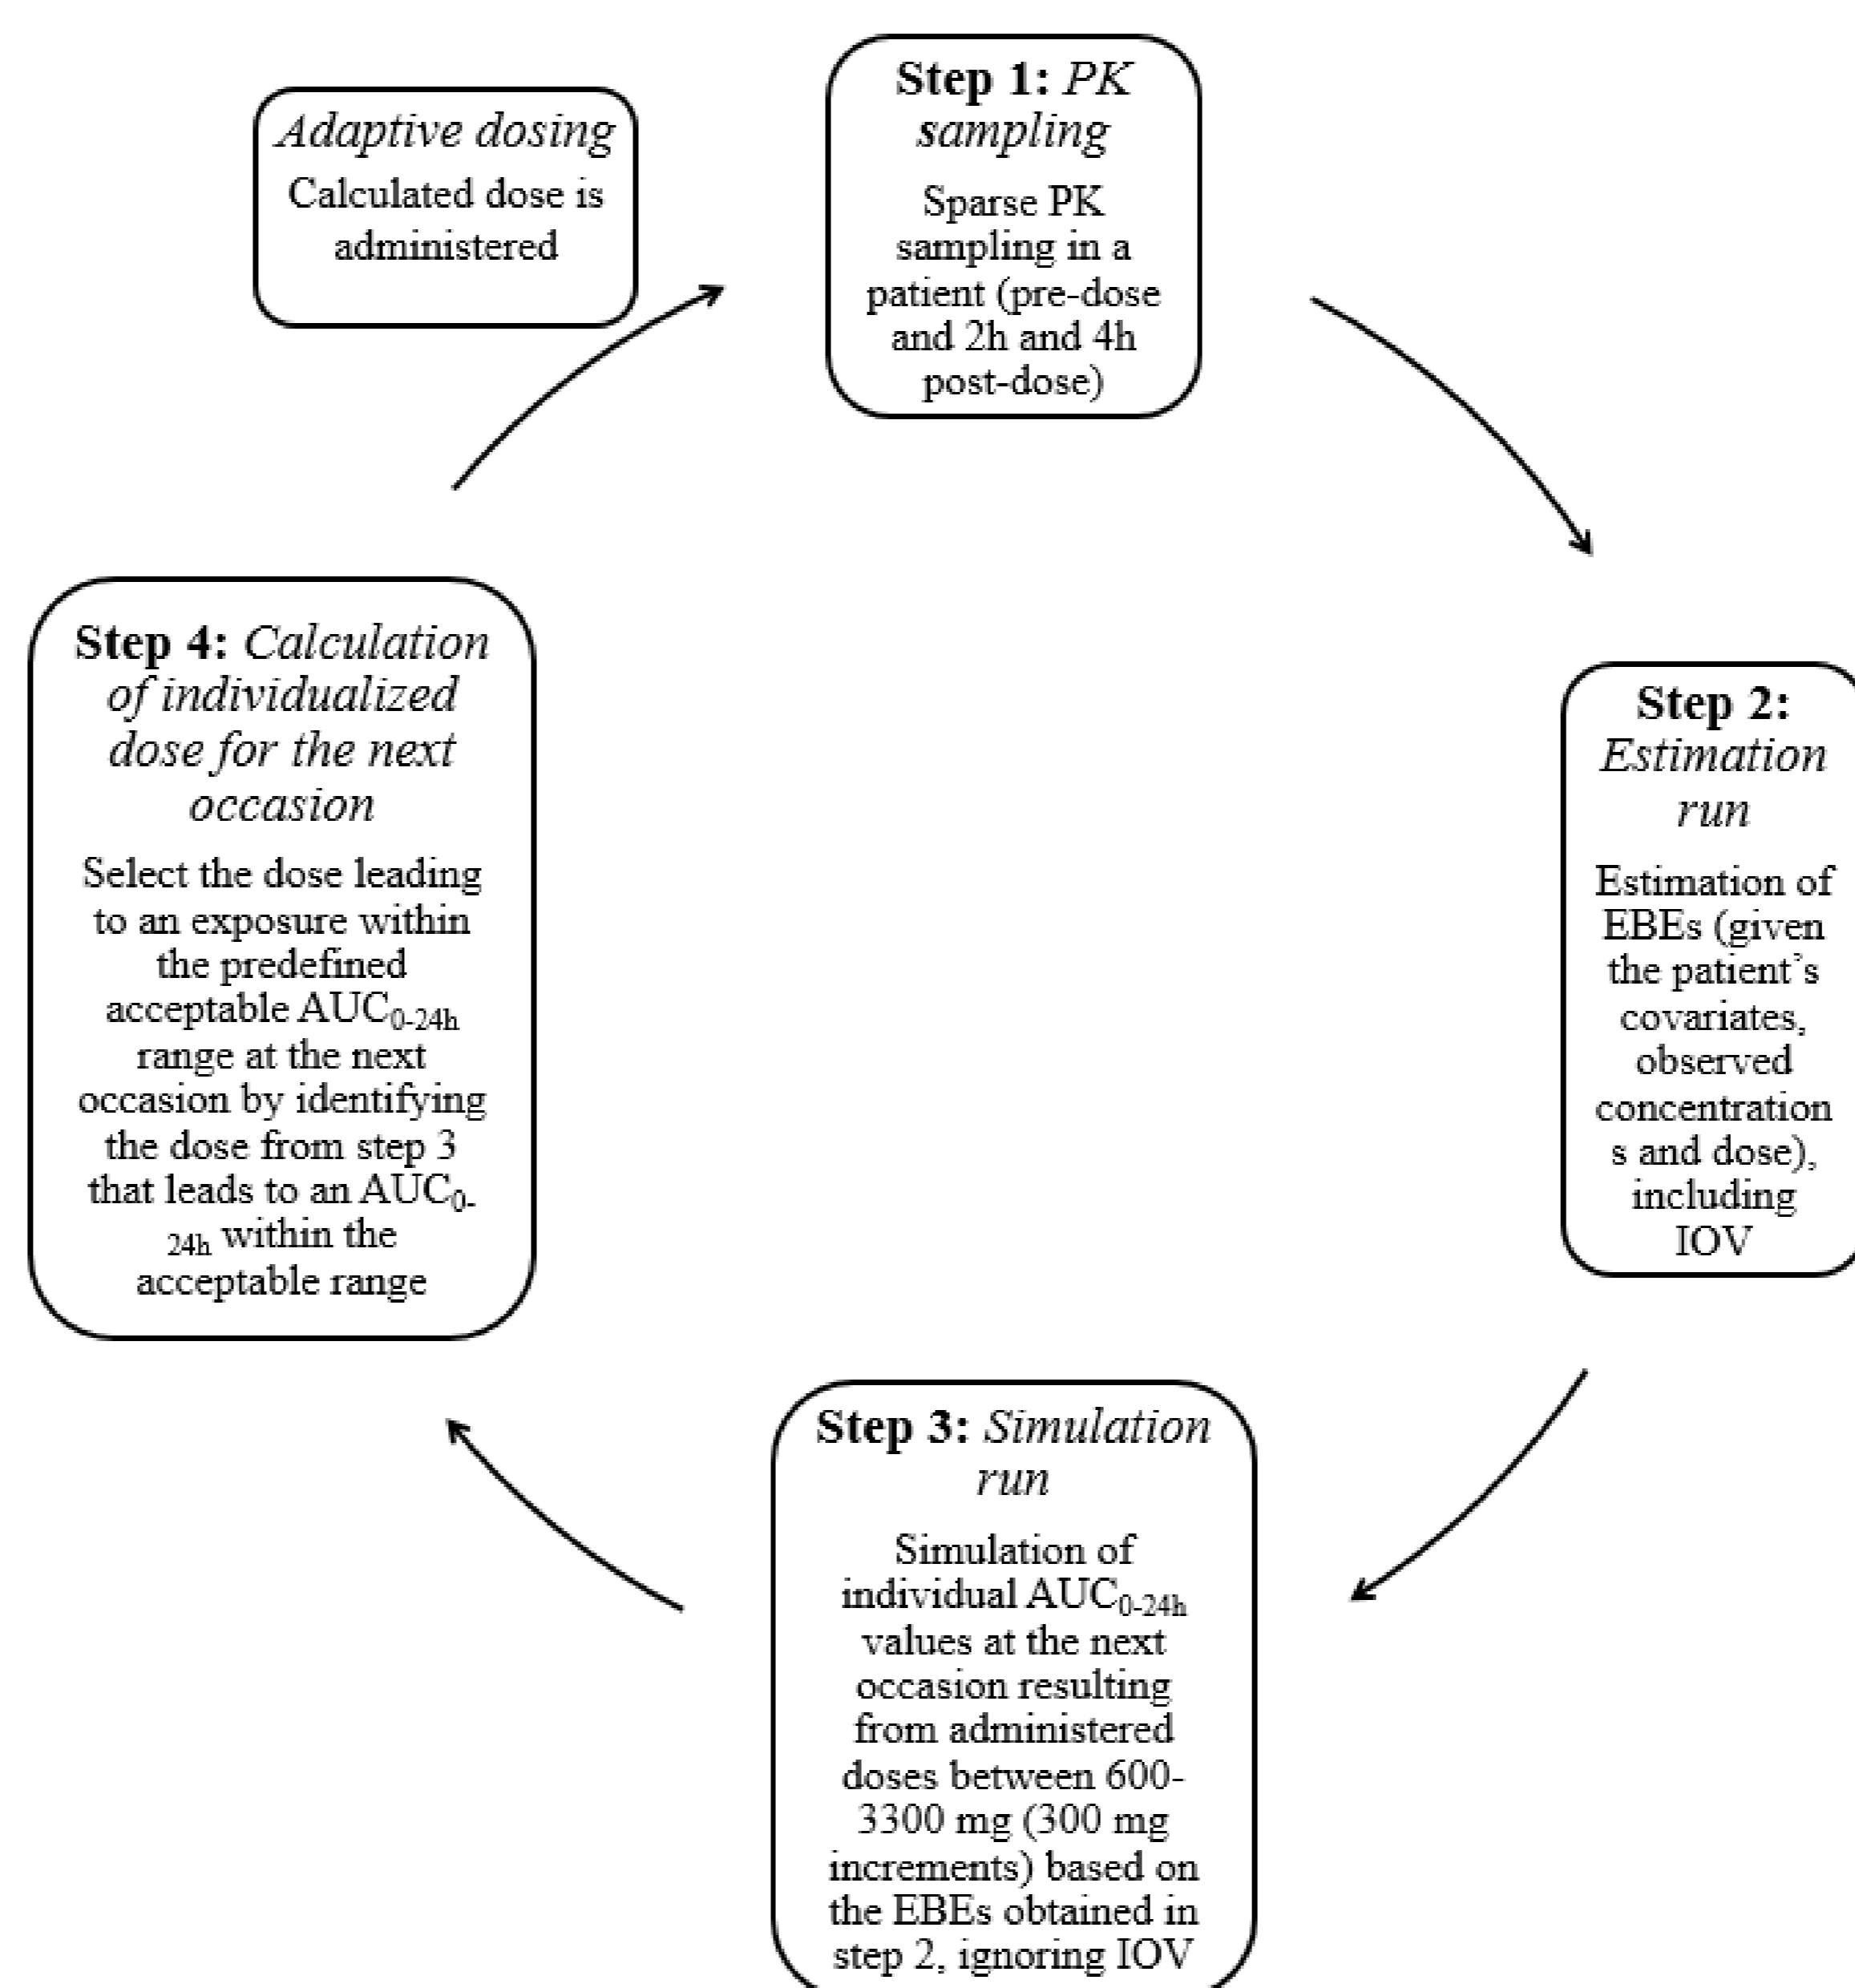 Adaptive dosing
Calculated dose is
administered
Step 1: PK
sampling
Sparse PK
sampling in a
patient (pre-dose
and 2h and 4h
post-dose)
Step 2:
Estimation
run
Estimation of
EBEs (given
the patient’s
covariates,
observed
concentration
s and dose),
including
IOV
Step 3: Simulation
run
Simulation of
individual AUC0-24h
values at the next
occasion resulting
from administered
doses between 600-
3300 mg (300 mg
increments) based on
the EBEs obtained in
step 2, ignoring IOV
Step 4: Calculation
of individualized
dose for the next
occasion
Select the dose leading
to an exposure within
the predefined
acceptable AUC0-24h
range at the next
occasion by identifying
the dose from step 3
that leads to an AUC0-
24h within the
acceptable range